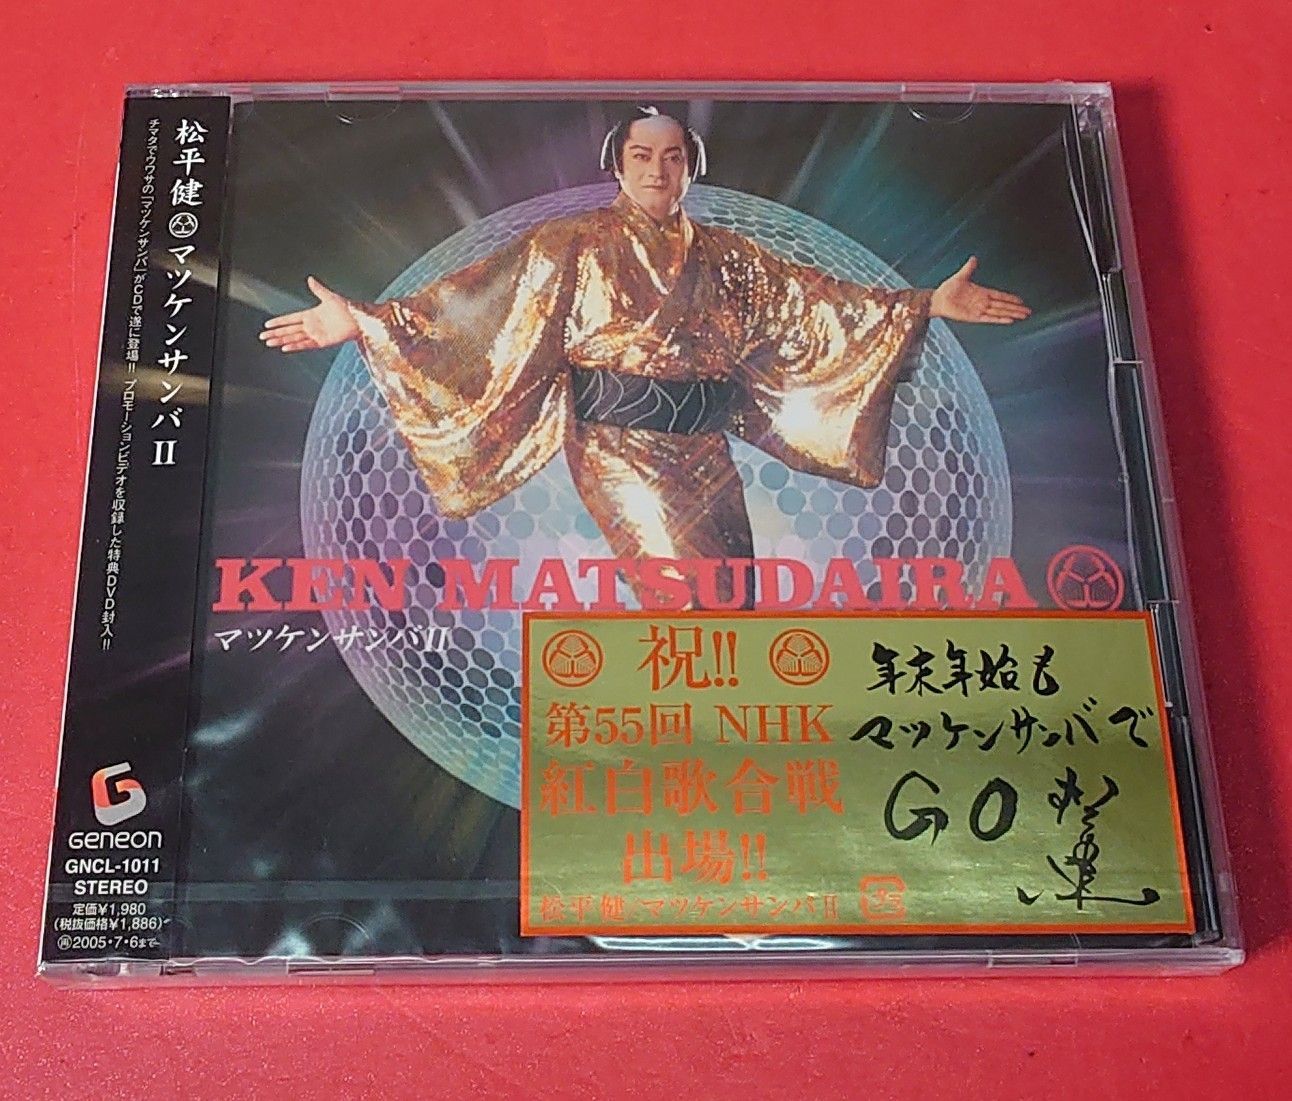 松平健 マツケンサンバII
チマタでウワサの「マツケンサンバ」がCDで遂に登場!! プロモーションビデオを収録した特典DVD封入!!
GENEON
GNCL-1011
STEREO
定価¥1,980
(税抜価格¥1,886)
2005・7・6まで
KEN MATSUDAIRA
マツケンサンバII
祝!!
第55回 NHK
紅白歌合戦
出場!!
松平健/マツケンサンバII
年末年始も
マツケンサンバで
GO
松平健